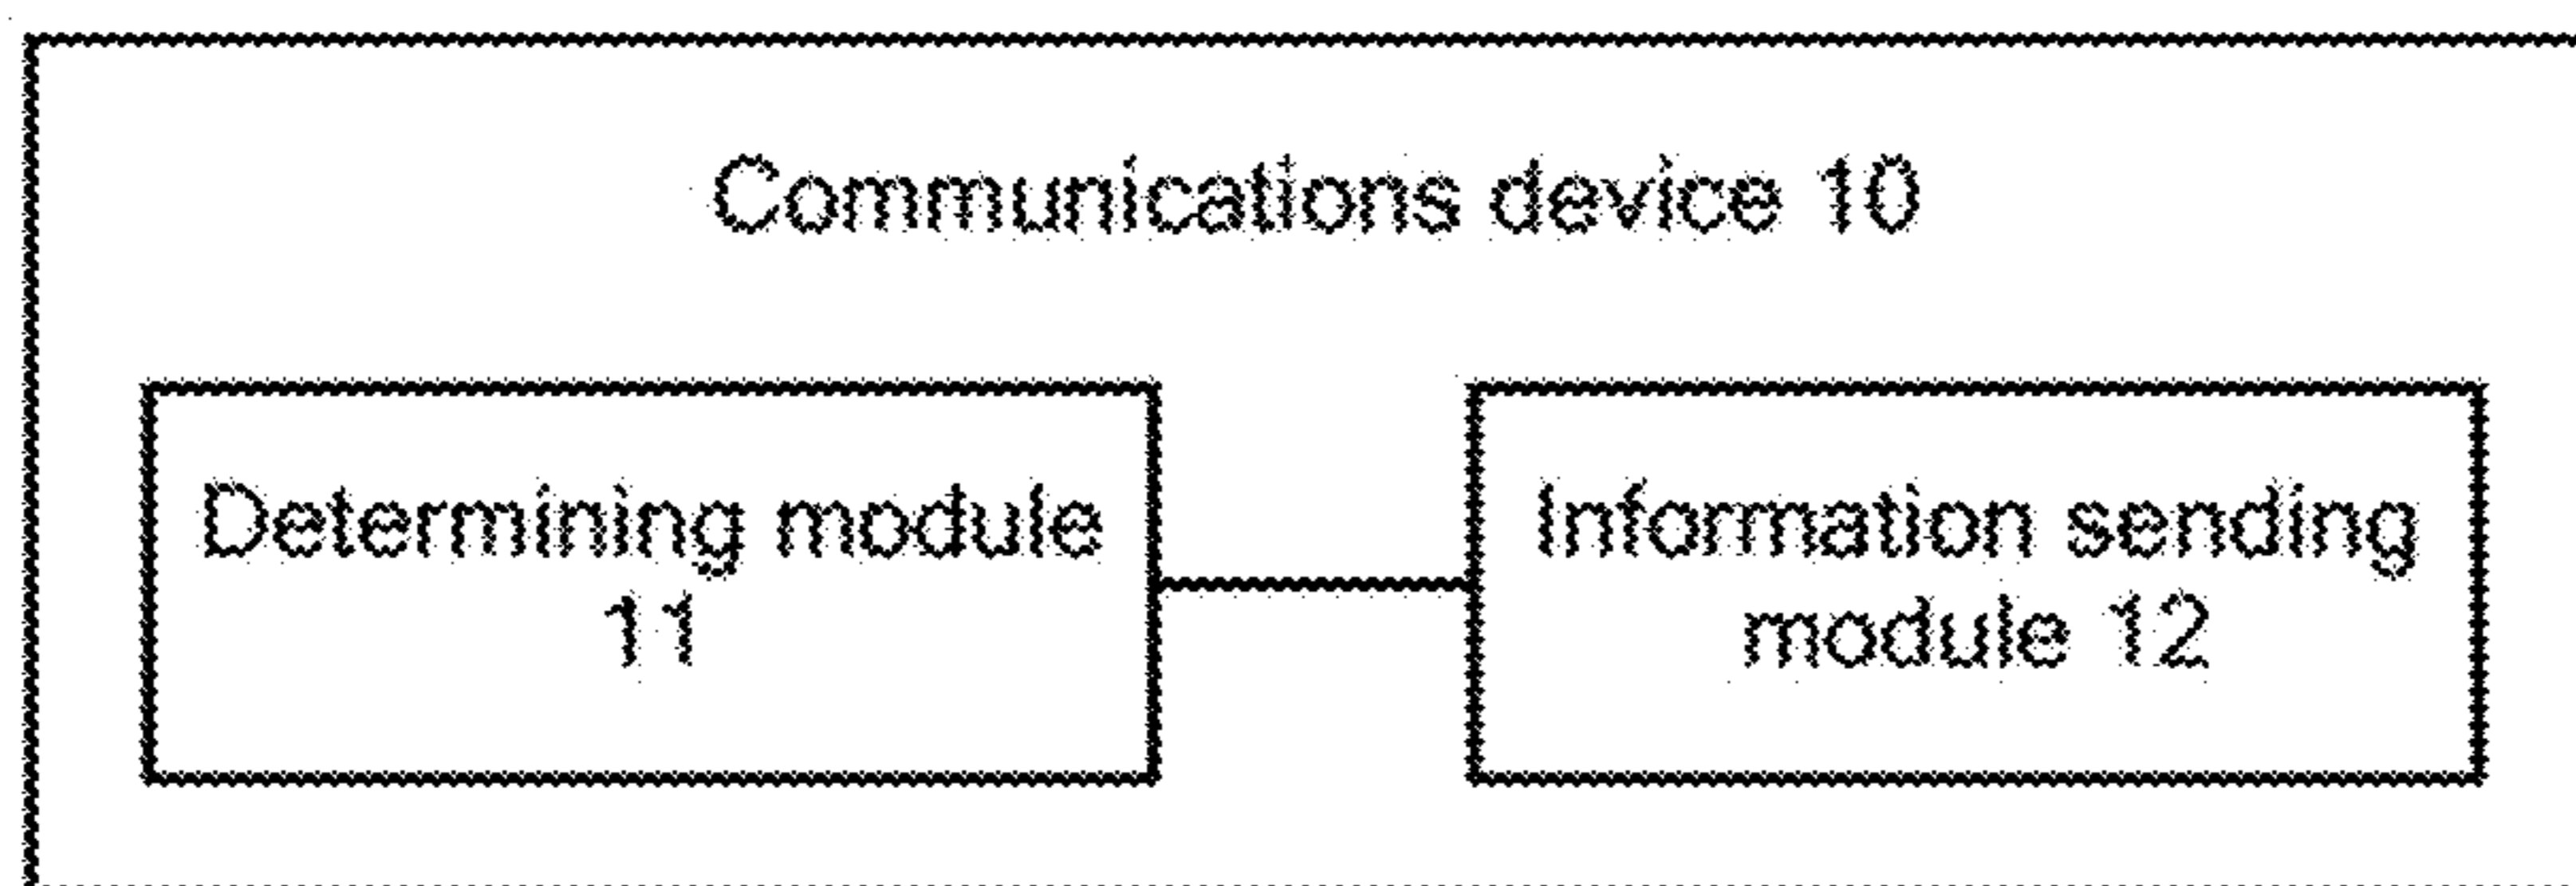 Communications device 10
Determining module
11
Information sending
module 12